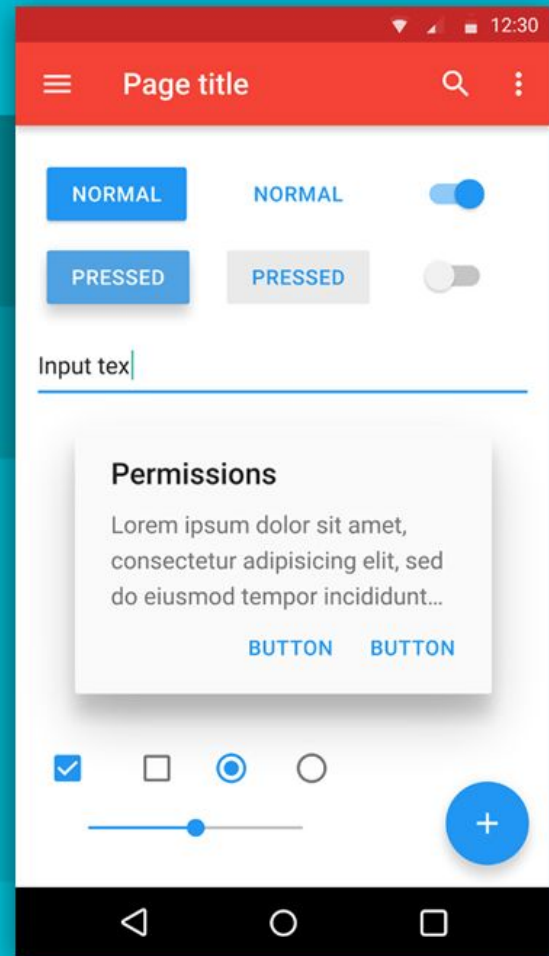 12:30
Page title
NORMAL NORMAL
PRESSED PRESSED
Input tex
Permissions
Lorem ipsum dolor sit amet,
consectetur adipisicing elit, sed
do eiusmod tempor incididunt...
BUTTON BUTTON